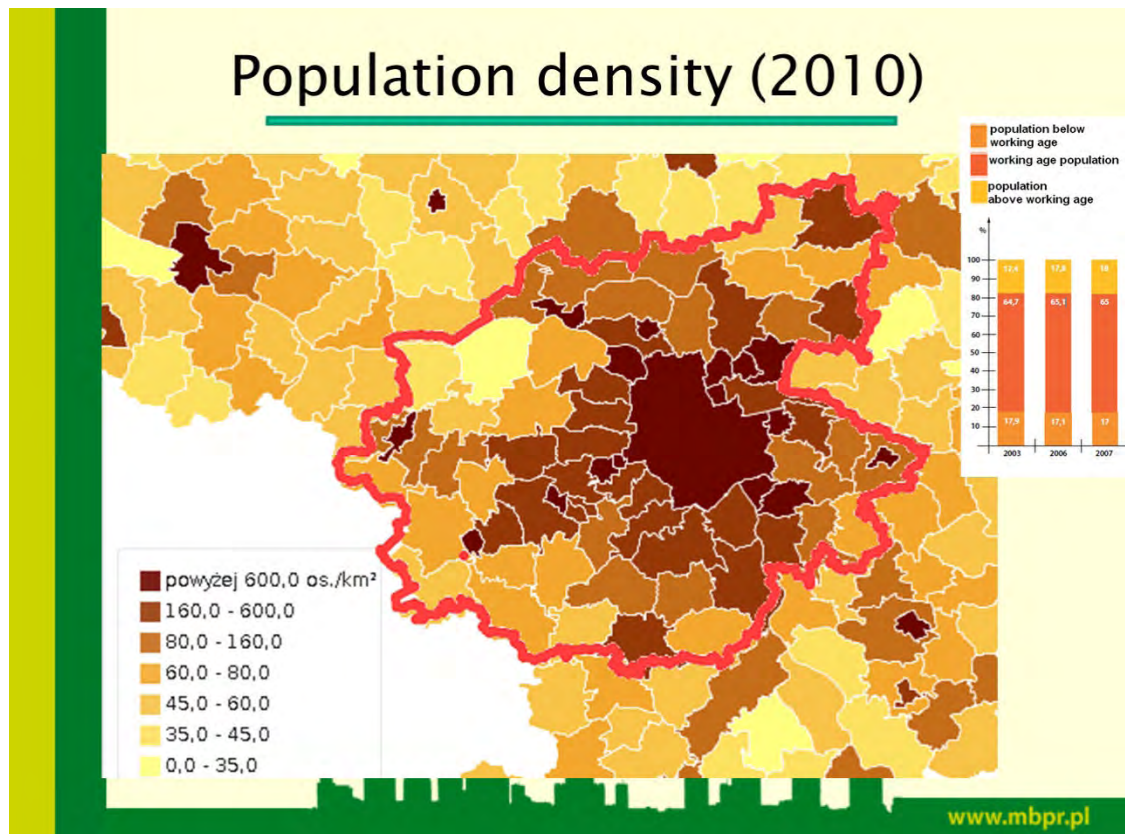 Population density (2010)
population below
working age
working age population
population
above working age
%
100
90
80
70
60
50
40
30
20
10
17,4
17,8
18
64,7
65,1
65
17,9
17,1
17
2003
2006
2007
powyżej 600,0 os./km²
160,0 - 600,0
80,0 - 160,0
60,0 - 80,0
45,0 - 60,0
35,0 - 45,0
0,0 - 35,0
www.mbpr.pl